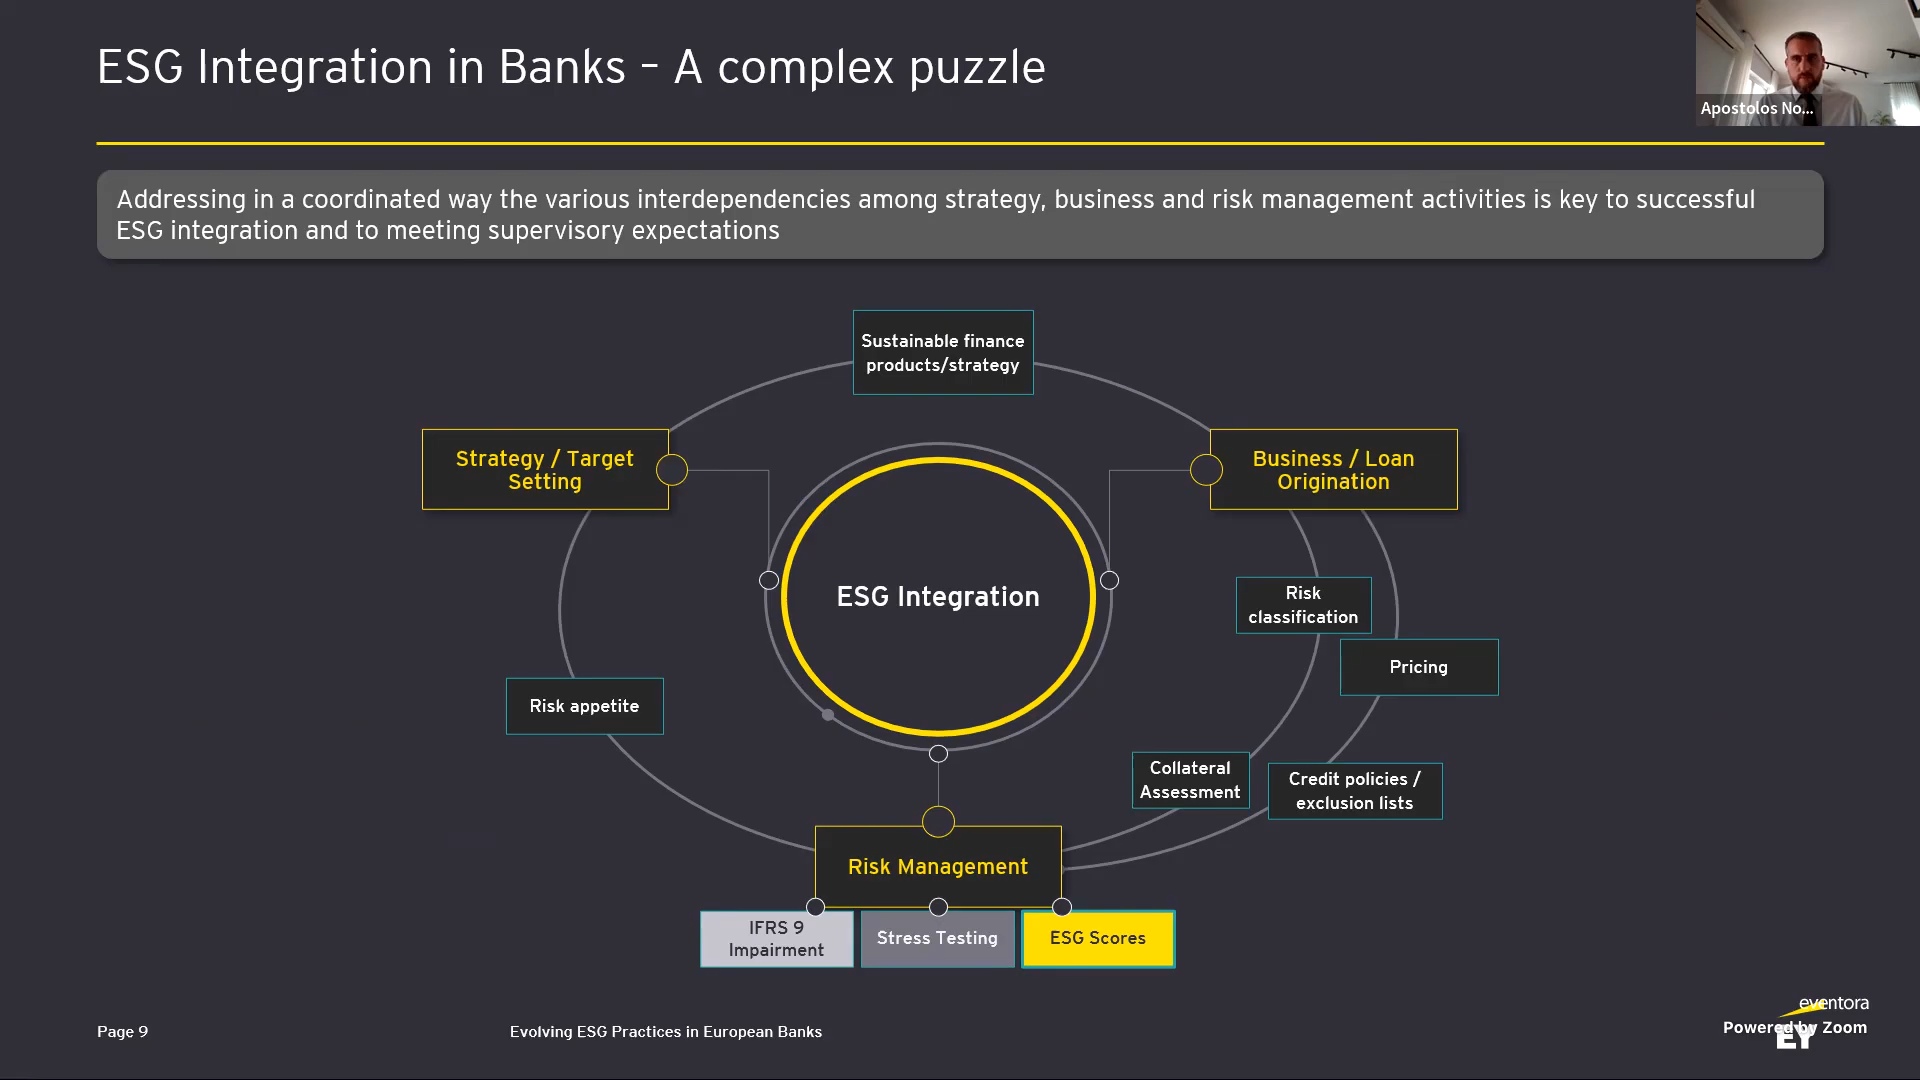 ESG Integration in Banks – A complex puzzle
Apostolos No...
Addressing in a coordinated way the various interdependencies among strategy, business and risk management activities is key to successful
ESG integration and to meeting supervisory expectations
Sustainable finance
products/strategy
Strategy / Target
Setting
Business / Loan
Origination
ESG Integration
Risk
classification
Pricing
Risk appetite
Collateral
Assessment
Credit policies /
exclusion lists
Risk Management
IFRS 9
Impairment
Stress Testing
ESG Scores
Page 9
Evolving ESG Practices in European Banks
eventora
Powered by Zoom
EY